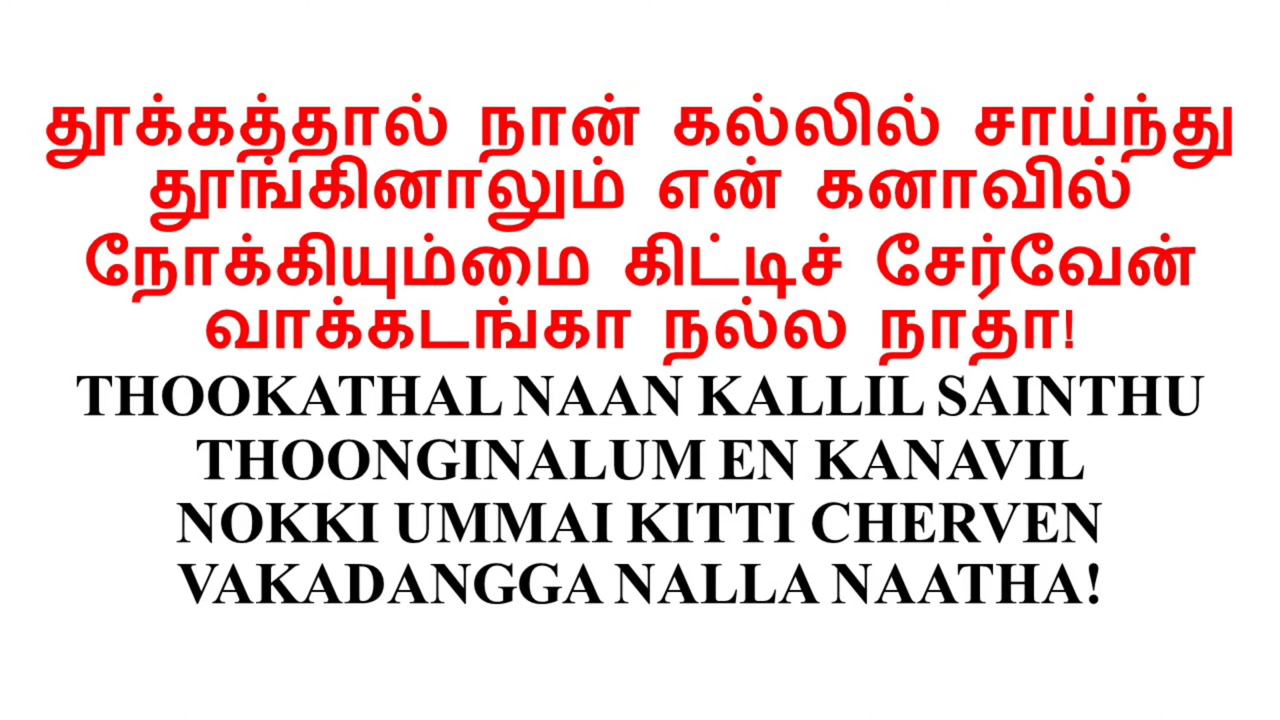 தூக்கத்தால் நான் கல்லில் சாய்ந்து
தூங்கினாலும் என் கனாவில்
நோக்கியும்மை கிட்டிச் சேர்வேன்
வாக்கடங்கா நல்ல நாதா!
THOOKATHAL NAAN KALLIL SAINTHU
THOONGINALUM EN KANAVIL
NOKKI UMMAI KITTI CHERVEN
VAKADANGGA NALLA NAATHA!